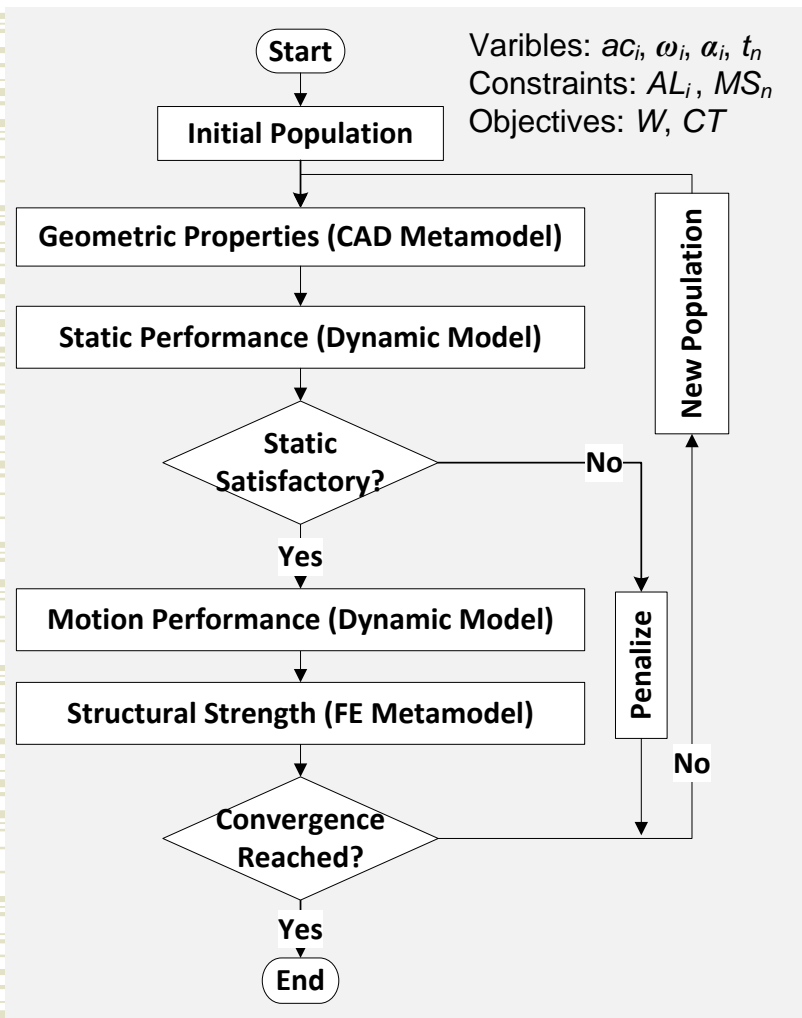 Start
Varibles: acᵢ, ωᵢ, αᵢ, tₙ
Constraints: ALᵢ, MSₙ
Objectives: W, CT
Initial Population
Geometric Properties (CAD Metamodel)
Static Performance (Dynamic Model)
New Population
Static
Satisfactory?
No
Yes
Motion Performance (Dynamic Model)
Penalize
Structural Strength (FE Metamodel)
No
Convergence
Reached?
Yes
End